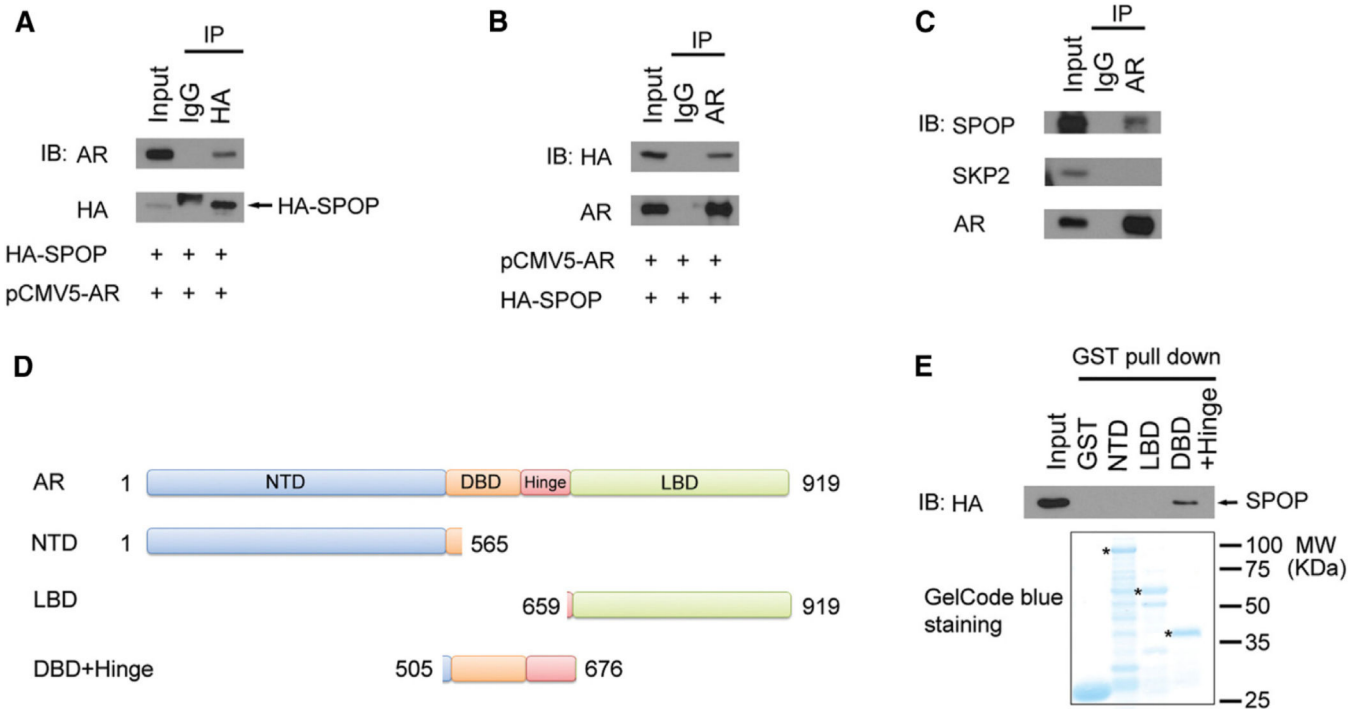 A
IP
Input
IgG
HA
IB: AR
HA
HA-SPOP
HA-SPOP + + +
pCMV5-AR + + +
B
IP
Input
IgG
AR
IB: HA
AR
pCMV5-AR + + +
HA-SPOP + + +
C
IP
Input
IgG
AR
IB: SPOP
SKP2
AR
D
AR 1 NTD DBD Hinge LBD 919
NTD 1 565
LBD 659 919
DBD+Hinge 505 676
E
GST pull down
Input
GST
NTD
LBD
DBD
+Hinge
IB: HA SPOP
GelCode blue
staining
* * *
100 MW
(KDa)
75
50
35
25